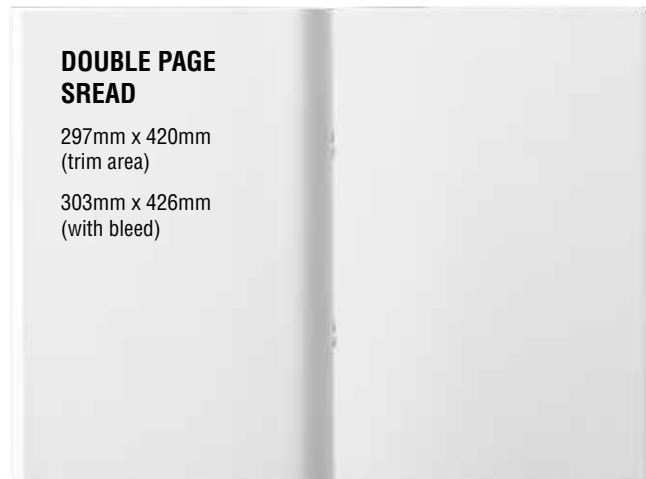 DOUBLE PAGE
SREAD
297mm x 420mm
(trim area)
303mm x 426mm
(with bleed)